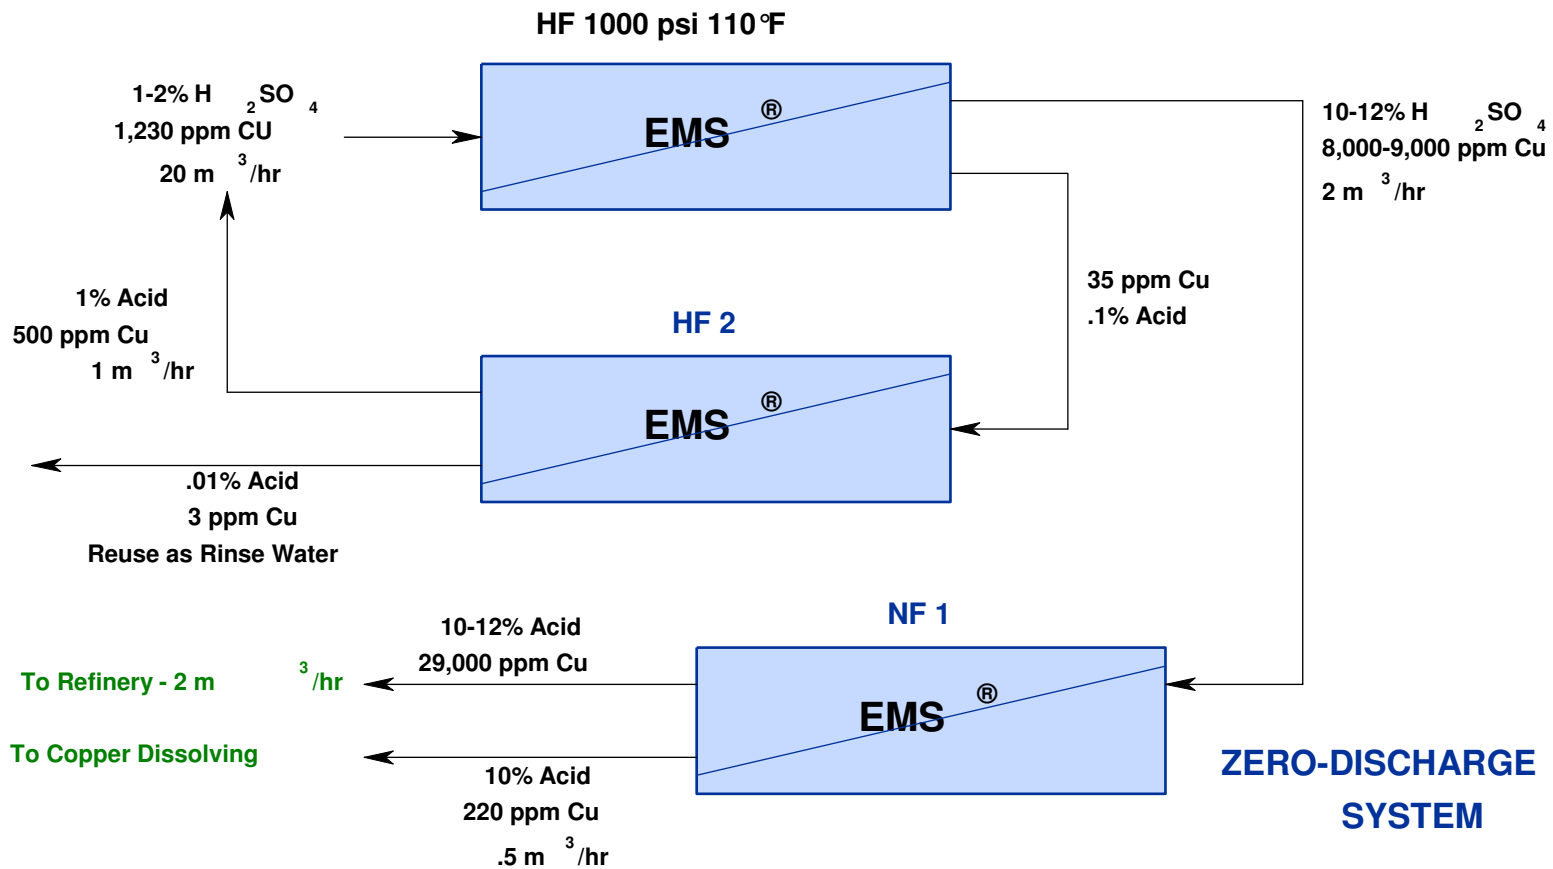 HF 1000 psi 110°F
1-2% H2SO4
1,230 ppm CU
20 m3/hr
EMS®
10-12% H2SO4
8,000-9,000 ppm Cu
2 m3/hr
35 ppm Cu
.1% Acid
1% Acid
500 ppm Cu
1 m3/hr
HF 2
EMS®
.01% Acid
3 ppm Cu
Reuse as Rinse Water
NF 1
10-12% Acid
29,000 ppm Cu
To Refinery - 2 m3/hr
EMS®
To Copper Dissolving
10% Acid
220 ppm Cu
.5 m3/hr
ZERO-DISCHARGE
SYSTEM